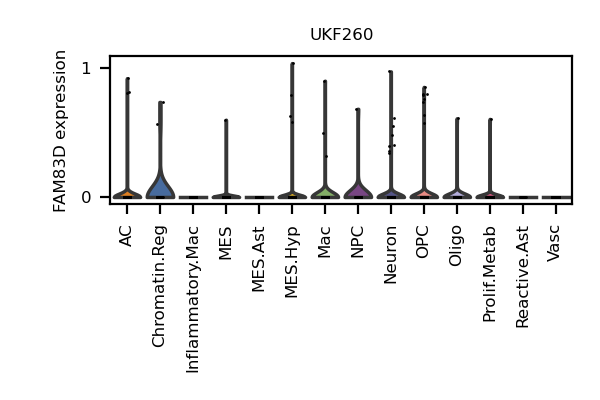 UKF260
FAM83D expression
1
0
AC
Chromatin.Reg
Inflammatory.Mac
MES
MES.Ast
MES.Hyp
Mac
NPC
Neuron
OPC
Oligo
Prolif.Metab
Reactive.Ast
Vasc